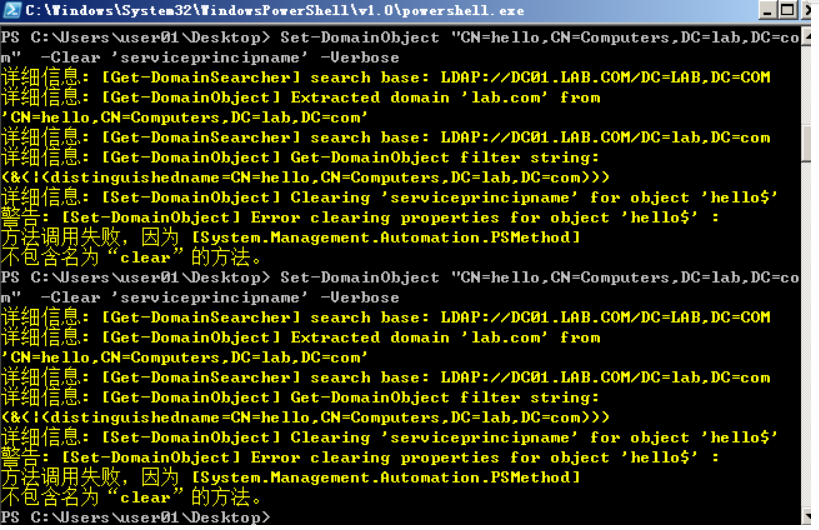 C:\Windows\System32\WindowsPowerShell\v1.0\powershell.exe
PS C:\Users\user01\Desktop> Set-DomainObject "CN=hello,CN=Computers,DC=lab,DC=co
m"  -Clear 'serviceprincipname' -Verbose
详细信息: [Get-DomainSearcher] search base: LDAP://DC01.LAB.COM/DC=LAB,DC=COM
详细信息: [Get-DomainObject] Extracted domain 'lab.com' from
'CN=hello,CN=Computers,DC=lab,DC=com'
详细信息: [Get-DomainSearcher] search base: LDAP://DC01.LAB.COM/DC=lab,DC=com
详细信息: [Get-DomainObject] Get-DomainObject filter string:
(&(|(distinguishedname=CN=hello,CN=Computers,DC=lab,DC=com)))
详细信息: [Set-DomainObject] Clearing 'serviceprincipname' for object 'hello$'
警告: [Set-DomainObject] Error clearing properties for object 'hello$' :
方法调用失败，因为 [System.Management.Automation.PSMethod]
不包含名为“clear”的方法。
PS C:\Users\user01\Desktop> Set-DomainObject "CN=hello,CN=Computers,DC=lab,DC=co
m"  -Clear 'serviceprincipname' -Verbose
详细信息: [Get-DomainSearcher] search base: LDAP://DC01.LAB.COM/DC=LAB,DC=COM
详细信息: [Get-DomainObject] Extracted domain 'lab.com' from
'CN=hello,CN=Computers,DC=lab,DC=com'
详细信息: [Get-DomainSearcher] search base: LDAP://DC01.LAB.COM/DC=lab,DC=com
详细信息: [Get-DomainObject] Get-DomainObject filter string:
(&(|(distinguishedname=CN=hello,CN=Computers,DC=lab,DC=com)))
详细信息: [Set-DomainObject] Clearing 'serviceprincipname' for object 'hello$'
警告: [Set-DomainObject] Error clearing properties for object 'hello$' :
方法调用失败，因为 [System.Management.Automation.PSMethod]
不包含名为“clear”的方法。
PS C:\Users\user01\Desktop>